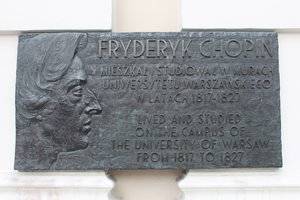 FRYDERYK CHOPIN
MIESZKAŁ I STUDIOWAŁ W MURACH
UNIWERSYTETU WARSZAWSKIEGO
W LATACH 1817-1827
LIVED AND STUDIED
ON THE CAMPUS OF
THE UNIVERSITY OF WARSAW
FROM 1817 TO 1827